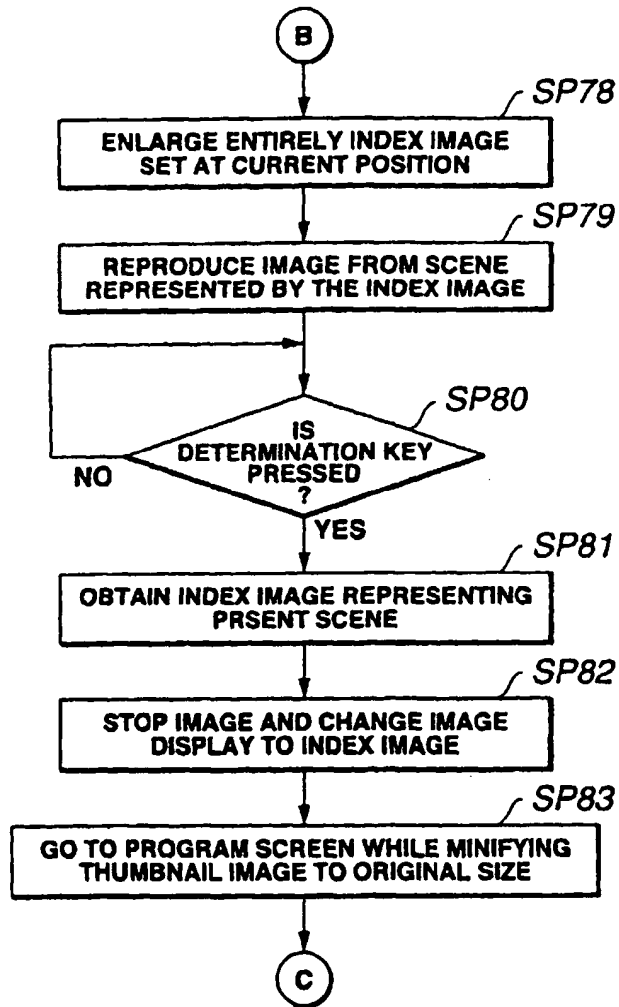 B
SP78
ENLARGE ENTIRELY INDEX IMAGE
SET AT CURRENT POSITION
SP79
REPRODUCE IMAGE FROM SCENE
REPRESENTED BY THE INDEX IMAGE
SP80
IS
DETERMINATION KEY
PRESSED
?
NO
YES
SP81
OBTAIN INDEX IMAGE REPRESENTING
PRSENT SCENE
SP82
STOP IMAGE AND CHANGE IMAGE
DISPLAY TO INDEX IMAGE
SP83
GO TO PROGRAM SCREEN WHILE MINIFYING
THUMBNAIL IMAGE TO ORIGINAL SIZE
C